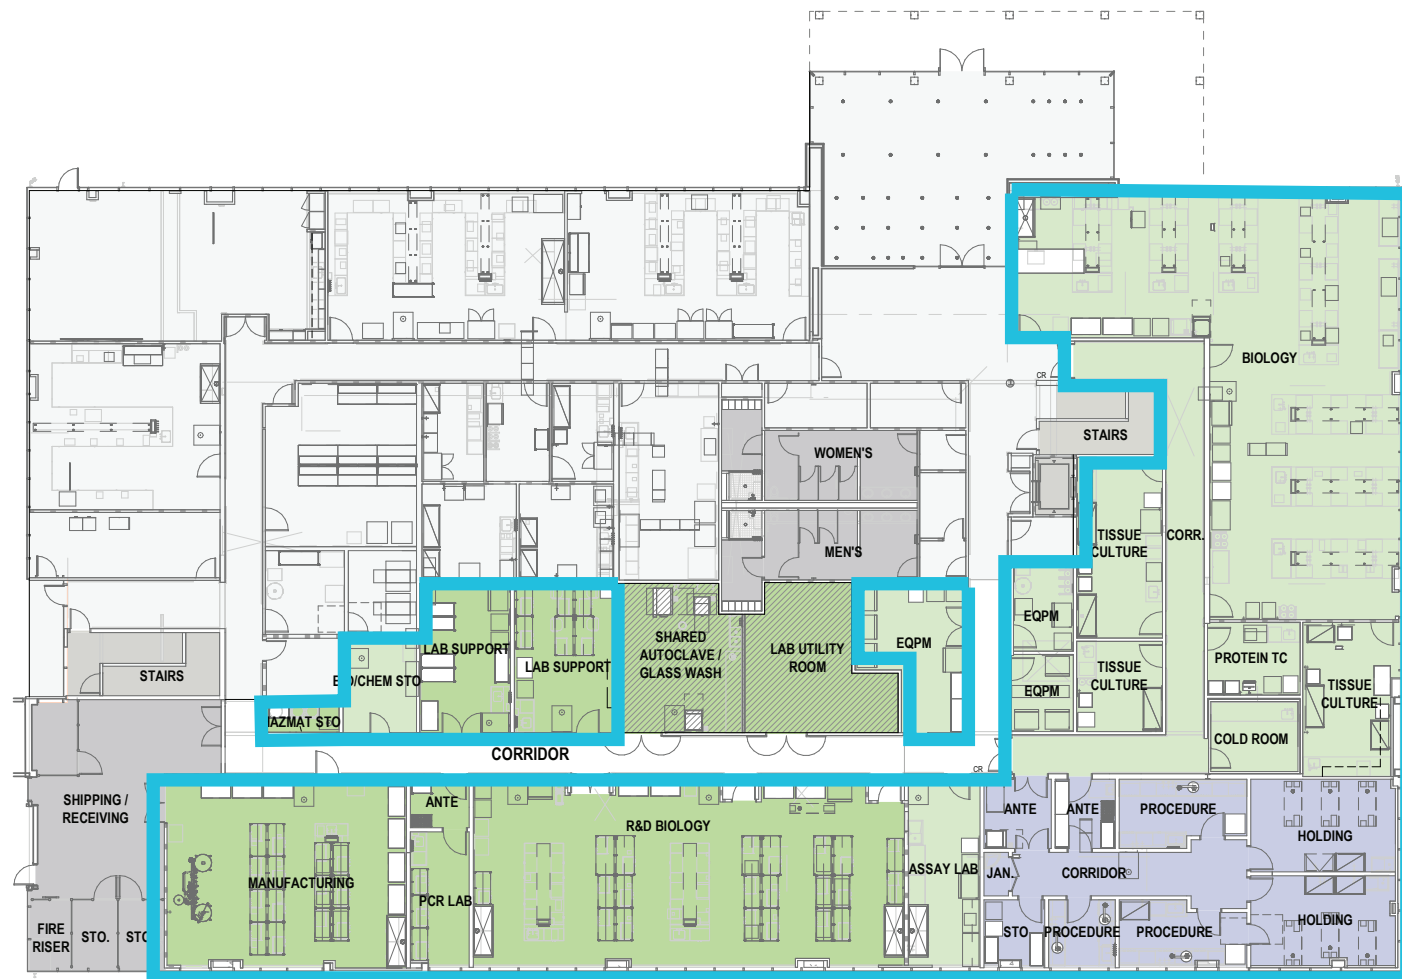 BIOLOGY
CR
STAIRS
WOMEN'S
MEN'S
TISSUE
CULTURE
CORR.
EQPM
SHARED
AUTOCLAVE /
GLASS WASH
LAB UTILITY
ROOM
EQPM
LAB SUPPORT
LAB SUPPORT
PROTEIN TC
STAIRS
TISSUE
CULTURE
EQPM
TISSUE
CULTURE
HAZMAT STO
COLD ROOM
CORRIDOR
CR
SHIPPING /
RECEIVING
ANTE
R&D BIOLOGY
ANTE
ANTE
PROCEDURE
HOLDING
MANUFACTURING
PCR LAB
ASSAY LAB
JAN.
CORRIDOR
FIRE
RISER
STO.
STO
STO.
PROCEDURE
PROCEDURE
HOLDING